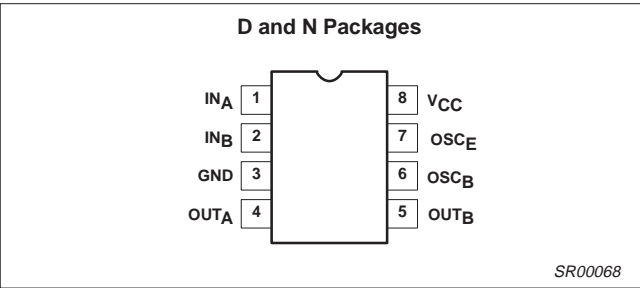 D and N Packages
INA 1 8 VCC
INB 2 7 OSCE
GND 3 6 OSCB
OUTA 4 5 OUTB
SR00068